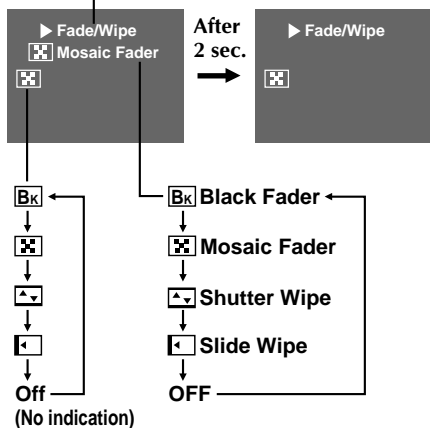 ▶ Fade/Wipe
Mosaic Fader
After
2 sec.
▶ Fade/Wipe
BK
Off
(No indication)
BK Black Fader
Mosaic Fader
Shutter Wipe
Slide Wipe
OFF